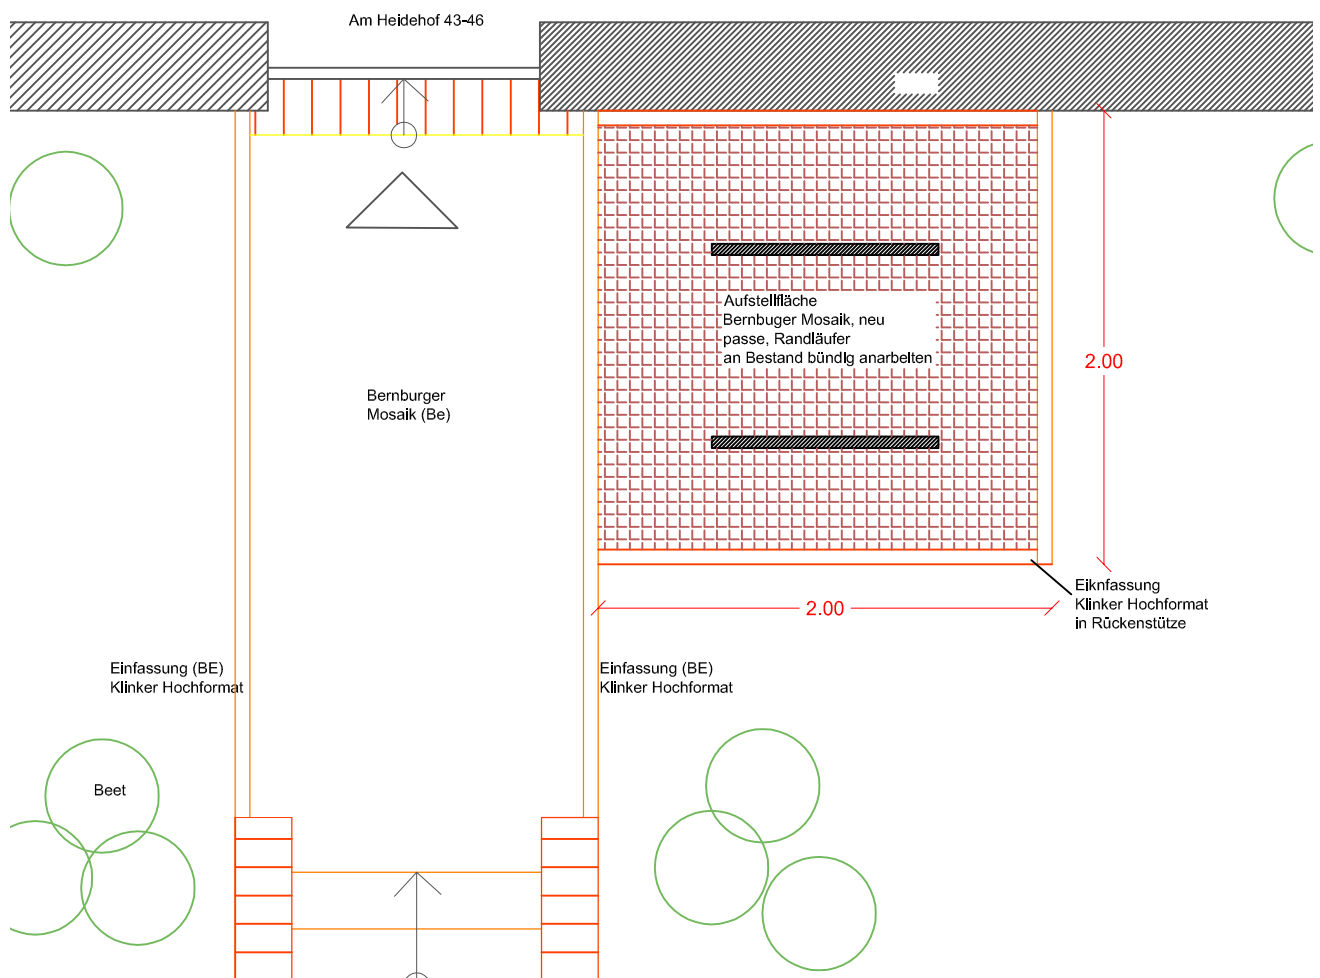 Am Heidehof 43-46
Aufstellfläche
Bernbuger Mosaik, neu
passe, Randläufer
an Bestand bündig anarbeiten
2.00
Bernburger
Mosaik (Be)
2.00
Eiknfassung
Klinker Hochformat
in Rückenstütze
Einfassung (BE)
Klinker Hochformat
Einfassung (BE)
Klinker Hochformat
Beet